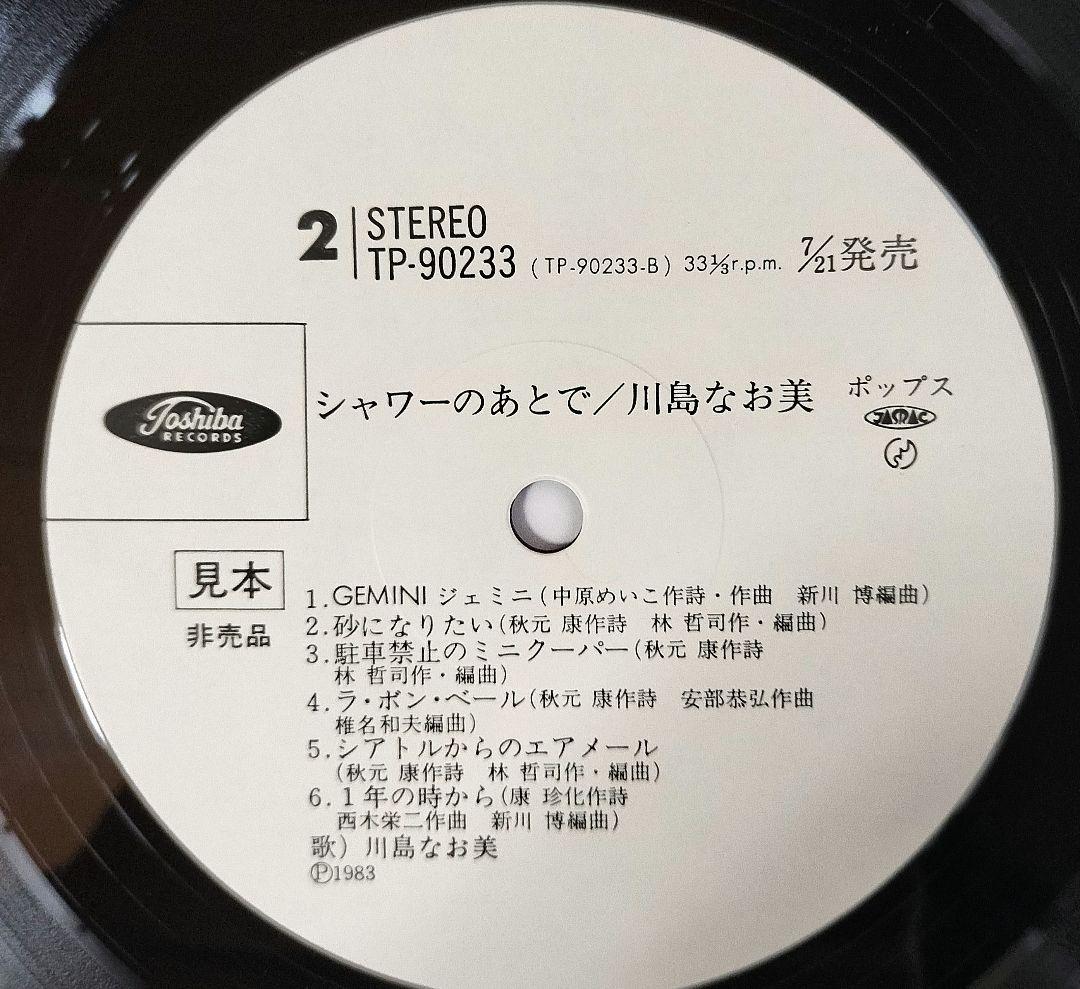 2 STEREO
TP-90233 (TP-90233-B) 33⅓r.p.m. 7/21発売
シャワーのあとで/川島なお美 ポップス
JASRAC
Toshiba
RECORDS
見本
非売品
1.GEMINI ジェミニ(中原めいこ作詩・作曲 新川 博編曲)
2.砂になりたい(秋元 康作詩 林 哲司作・編曲)
3.駐車禁止のミニクーパー(秋元 康作詩
林 哲司作・編曲)
4.ラ・ボン・ベール(秋元 康作詩 安部恭弘作曲
椎名和夫編曲)
5.シアトルからのエアメール
(秋元 康作詩 林 哲司作・編曲)
6.1年の時から(康 珍化作詩
西木栄二作曲 新川 博編曲)
歌) 川島なお美
Ⓟ1983